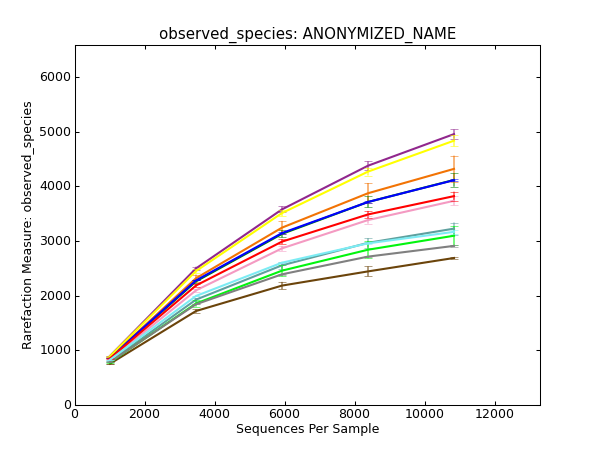 observed_species: ANONYMIZED_NAME
Rarefaction Measure: observed_species
6000
5000
4000
3000
2000
1000
0
0 2000 4000 6000 8000 10000 12000
Sequences Per Sample